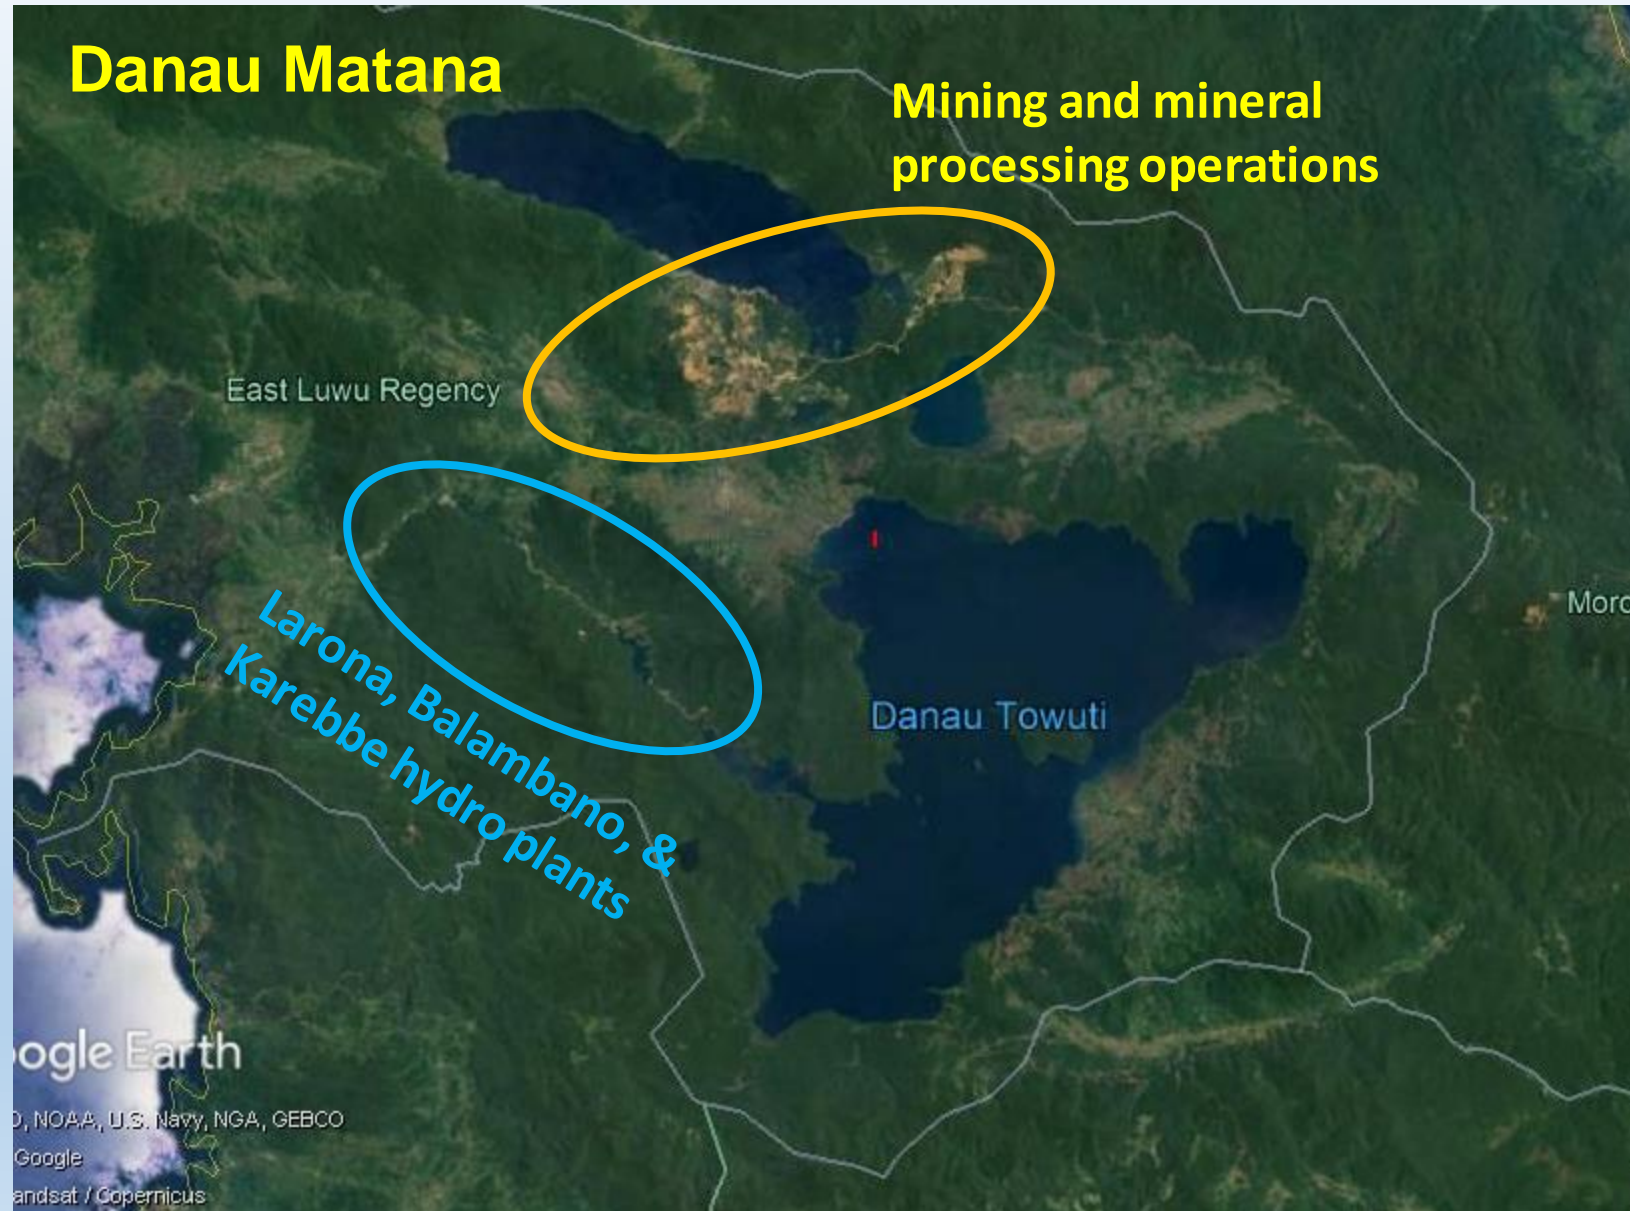 Danau Matana
Mining and mineral
processing operations
East Luwu Regency
Larona, Balambano, &
Karebbe hydro plants
Danau Towuti
Moro
ogle Earth
O, NOAA, U.S. Navy, NGA, GEBCO
Google
andsat / Copernicus